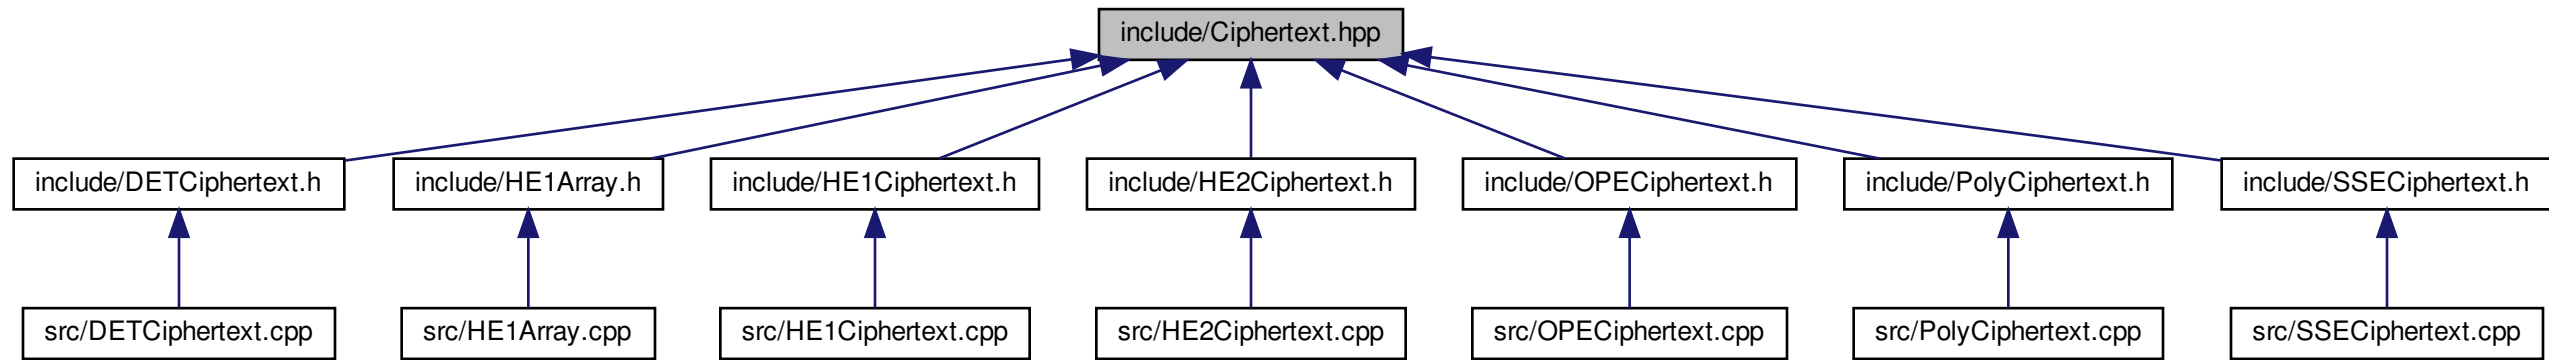 include/Ciphertext.hpp
include/DETCiphertext.h
include/HE1Array.h
include/HE1Ciphertext.h
include/HE2Ciphertext.h
include/OPECiphertext.h
include/PolyCiphertext.h
include/SSECiphertext.h
src/DETCiphertext.cpp
src/HE1Array.cpp
src/HE1Ciphertext.cpp
src/HE2Ciphertext.cpp
src/OPECiphertext.cpp
src/PolyCiphertext.cpp
src/SSECiphertext.cpp